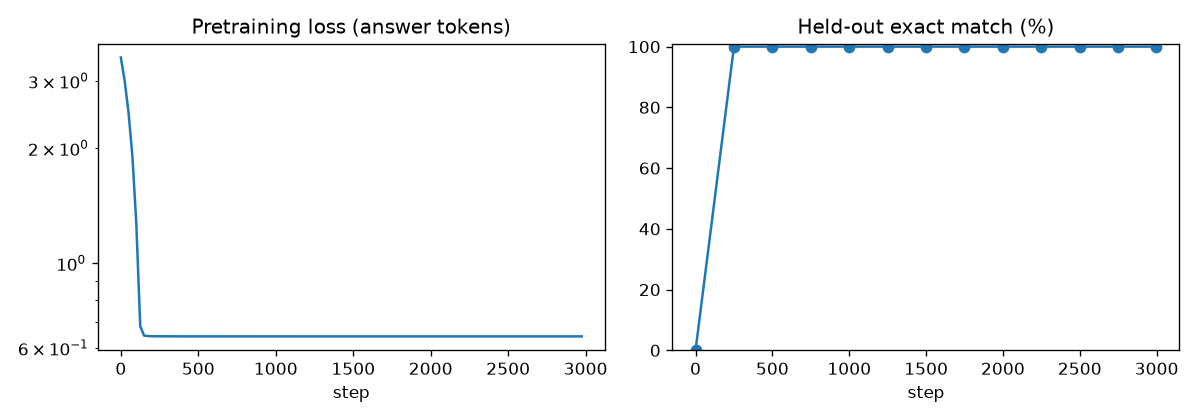 Pretraining loss (answer tokens)
3 × 10⁰
2 × 10⁰
10⁰
6 × 10⁻¹
0 500 1000 1500 2000 2500 3000
step
Held-out exact match (%)
100
80
60
40
20
0
0 500 1000 1500 2000 2500 3000
step